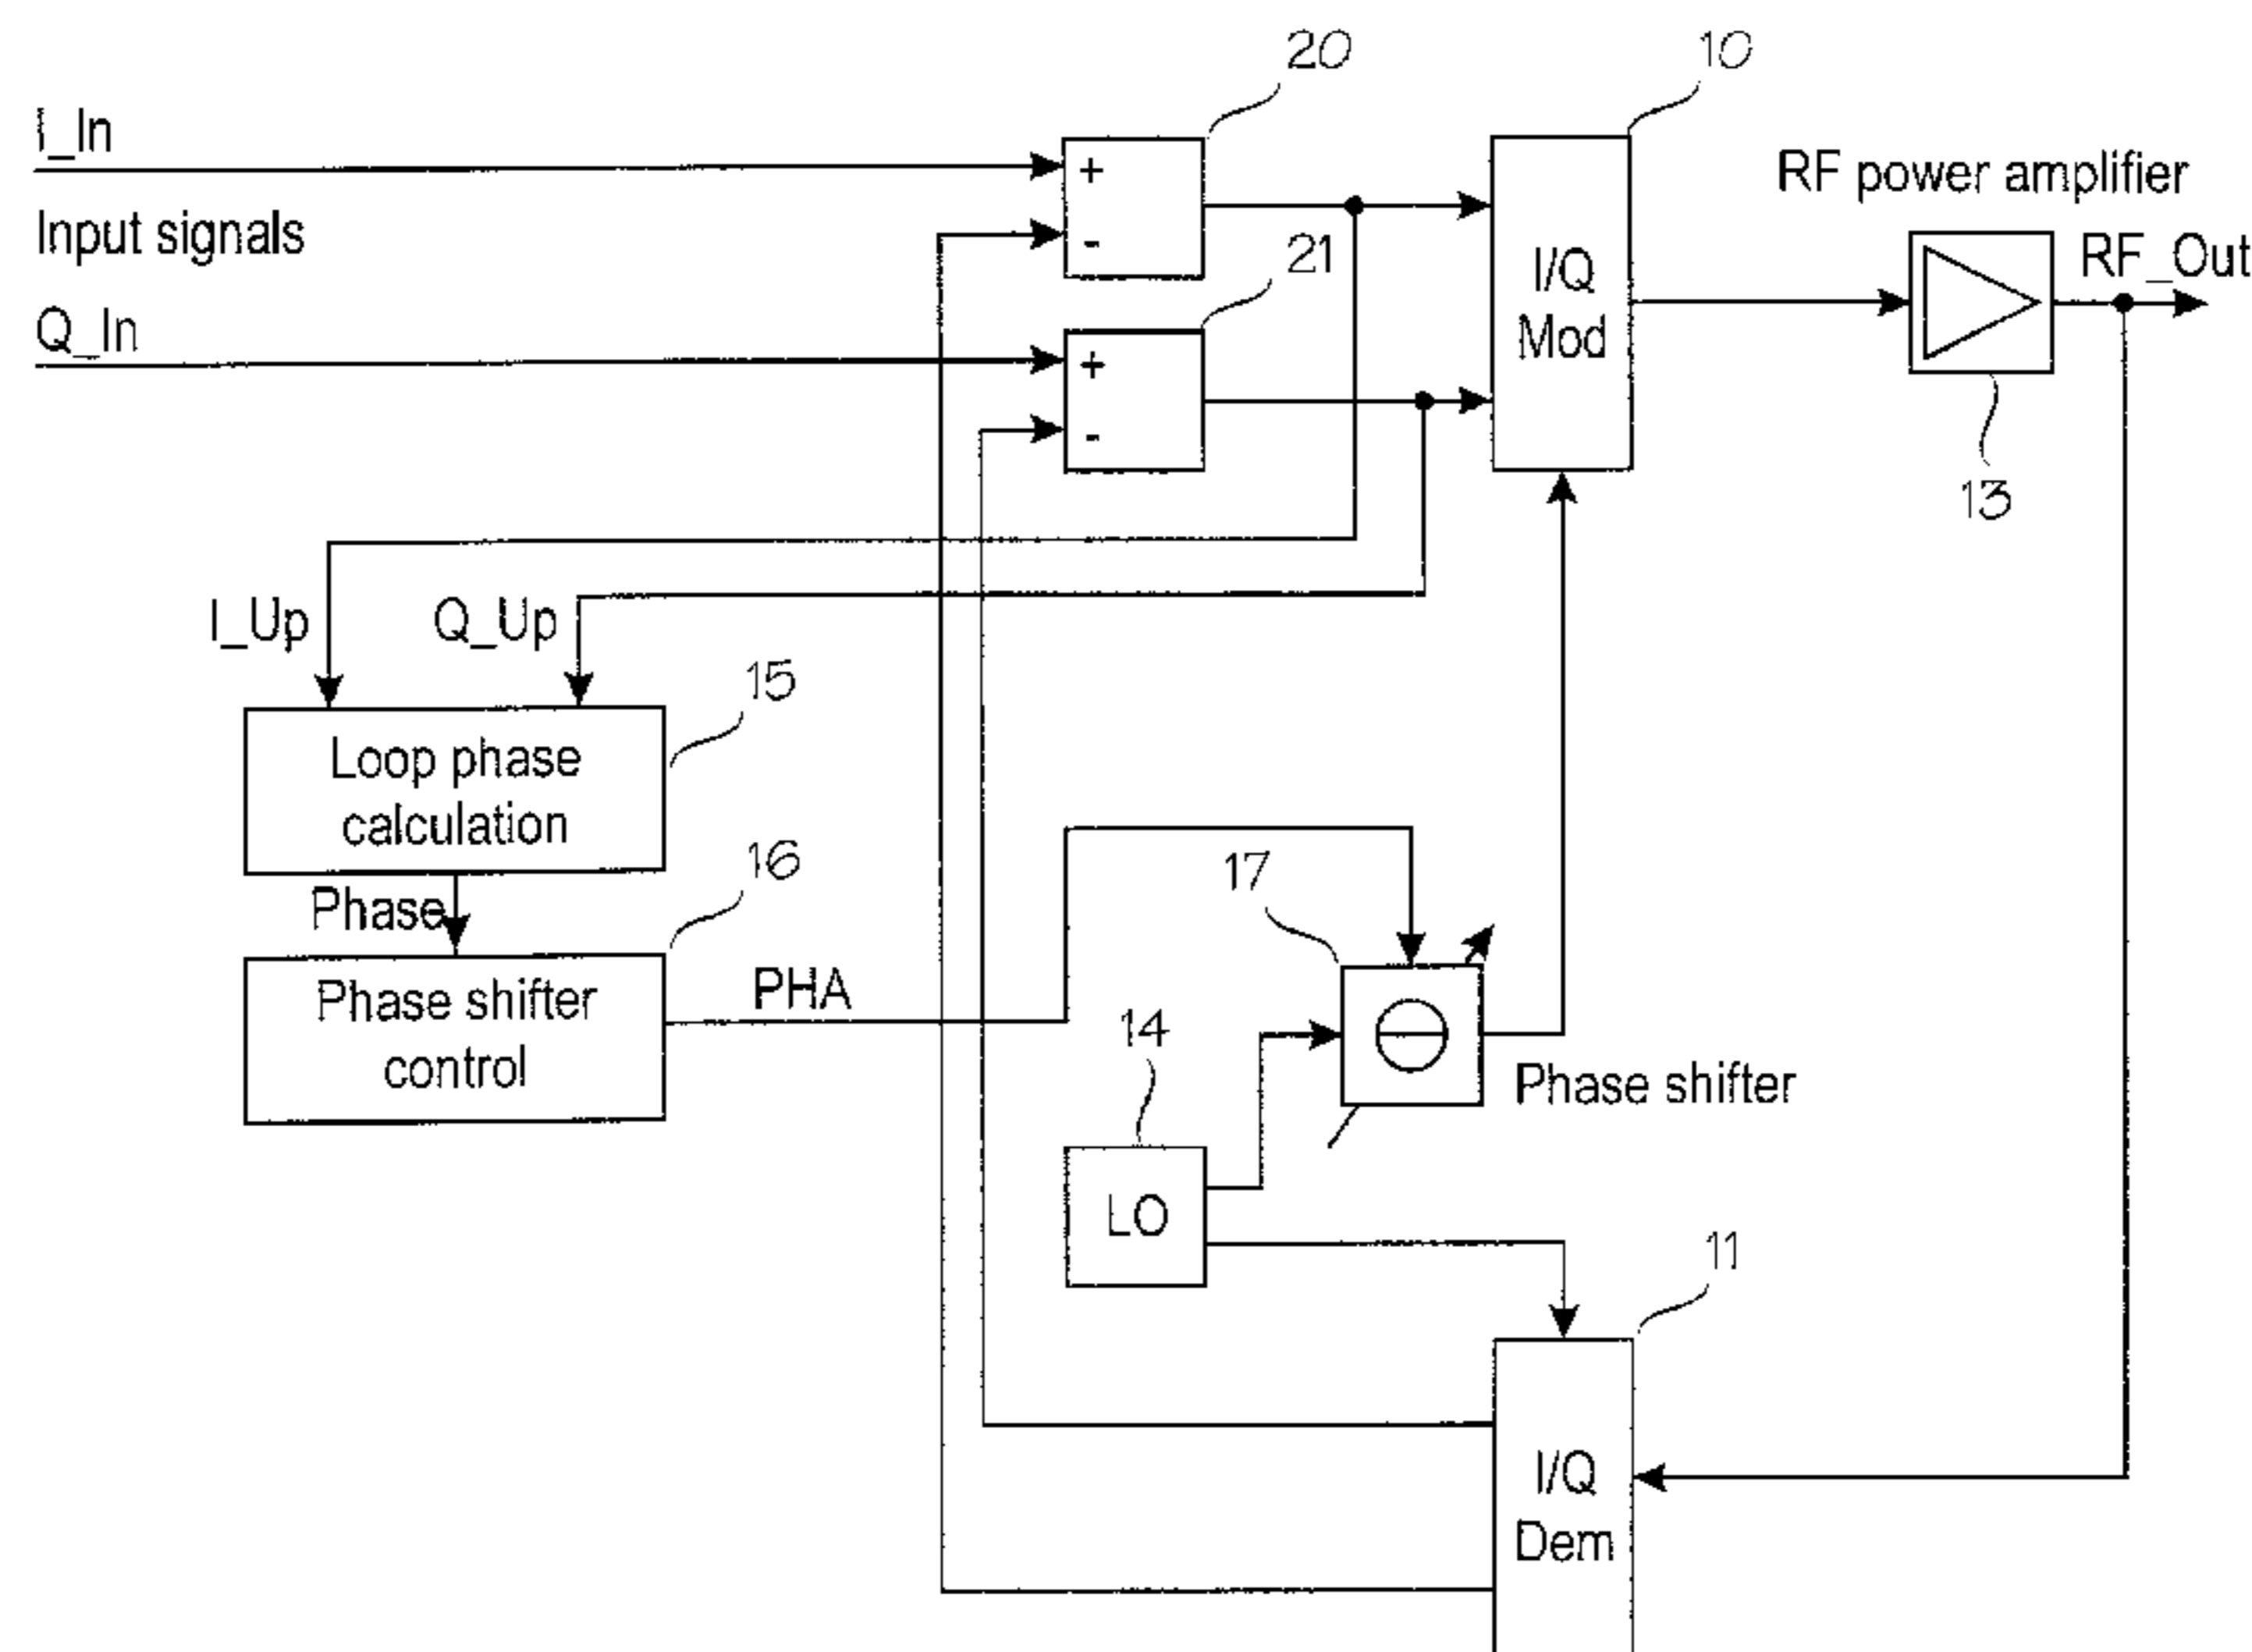 20
10
I_In
RF power amplifier
+
Input signals
-
21
I/Q
Mod
RF_Out
Q_In
+
-
13
I_Up
Q_Up
15
Loop phase
calculation
16
17
Phase
Phase shifter
control
PHA
14
Phase shifter
LO
11
I/Q
Dem